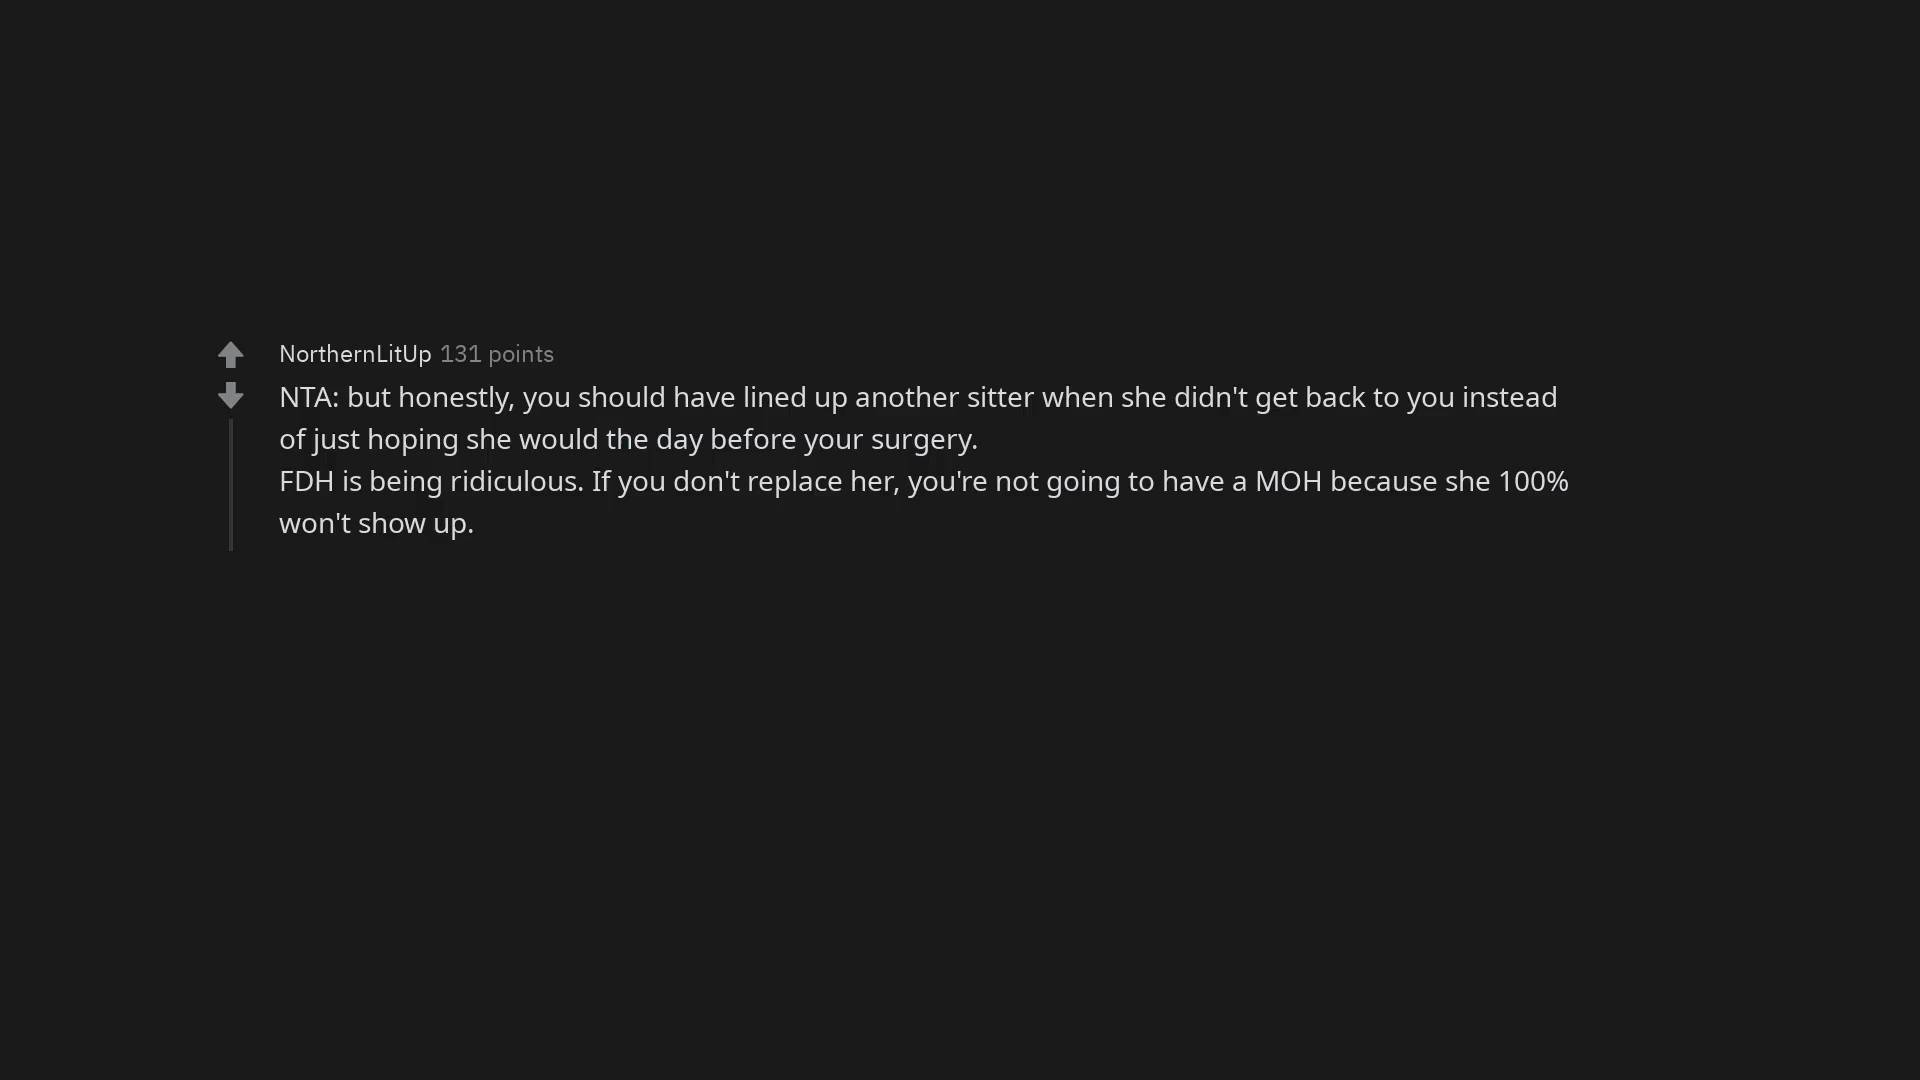 NorthernLitUp 131 points
NTA: but honestly, you should have lined up another sitter when she didn't get back to you instead
of just hoping she would the day before your surgery.
FDH is being ridiculous. If you don't replace her, you're not going to have a MOH because she 100%
won't show up.